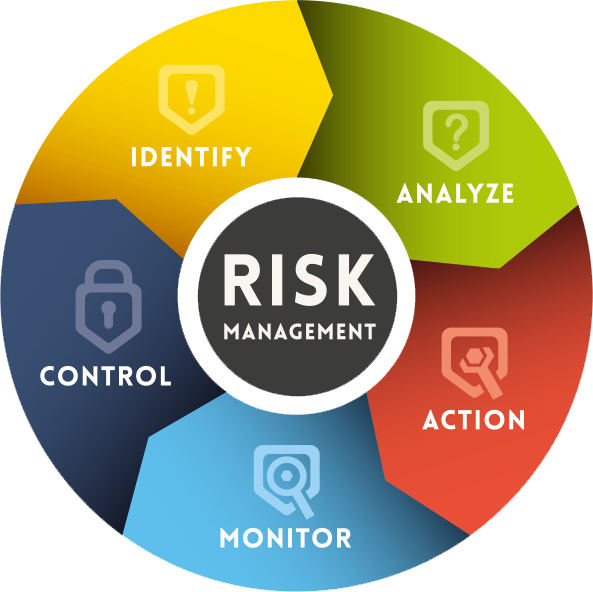 IDENTIFY
ANALYZE
RISK
MANAGEMENT
CONTROL
ACTION
MONITOR